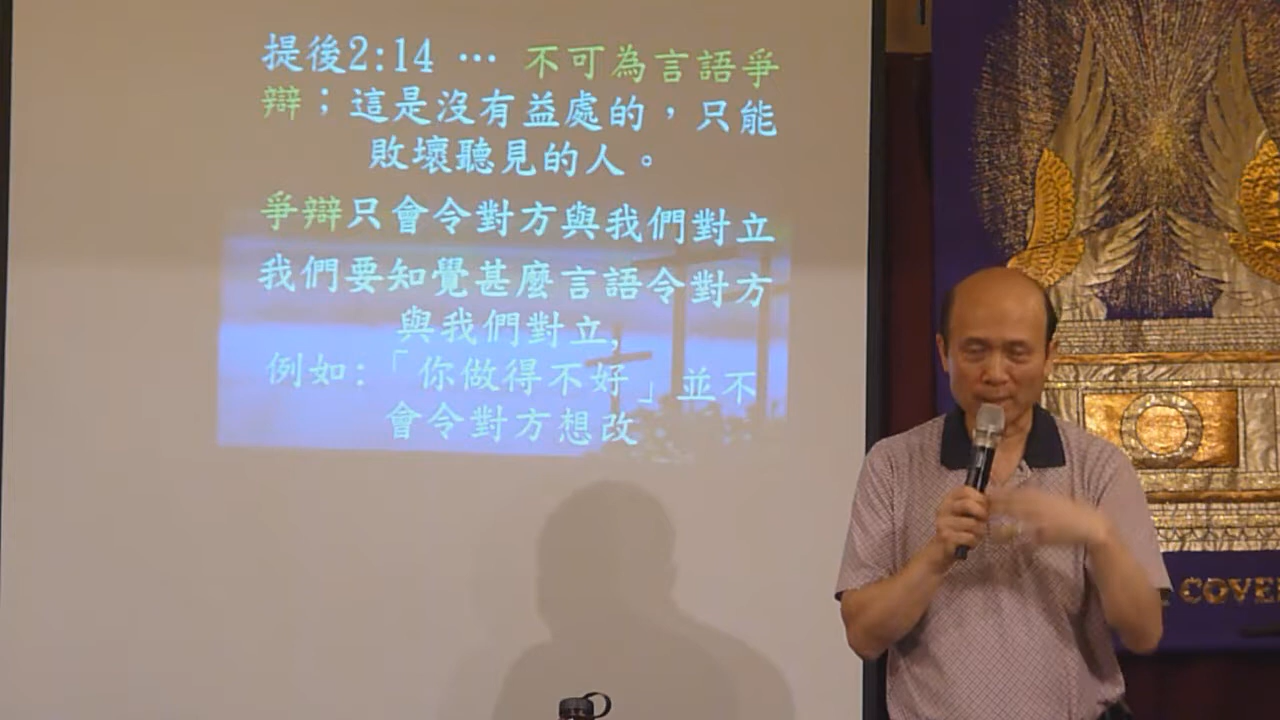 提後2:14 … 不可為言語爭
辯；這是沒有益處的，只能
敗壞聽見的人。
爭辯只會令對方與我們對立
我們要知覺甚麼言語令對方
與我們對立,
例如:「你做得不好」並不
會令對方想改
COVE